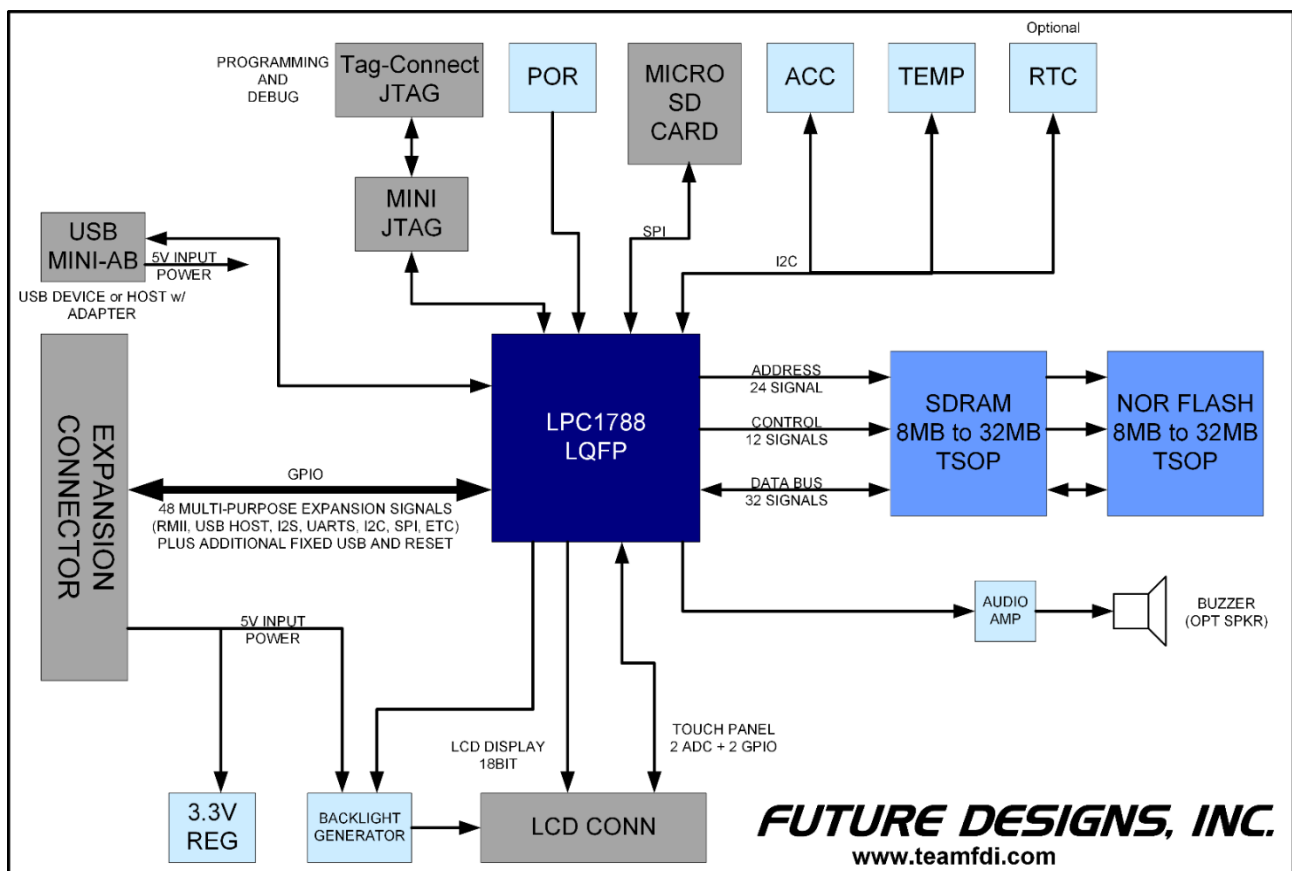 Optional
PROGRAMMING
AND
DEBUG
Tag-Connect
JTAG
POR
MICRO
SD
CARD
ACC
TEMP
RTC
MINI
JTAG
USB
MINI-AB
5V INPUT
POWER
USB DEVICE or HOST w/
ADAPTER
SPI
I2C
EXPANSION
CONNECTOR
LPC1788
LQFP
ADDRESS
24 SIGNAL
CONTROL
12 SIGNALS
DATA BUS
32 SIGNALS
SDRAM
8MB to 32MB
TSOP
NOR FLASH
8MB to 32MB
TSOP
GPIO
48 MULTI-PURPOSE EXPANSION SIGNALS
(RMII, USB HOST, I2S, UARTS, I2C, SPI, ETC)
PLUS ADDITIONAL FIXED USB AND RESET
AUDIO
AMP
BUZZER
(OPT SPKR)
5V INPUT
POWER
LCD DISPLAY
18BIT
TOUCH PANEL
2 ADC + 2 GPIO
3.3V
REG
BACKLIGHT
GENERATOR
LCD CONN
FUTURE DESIGNS, INC.
www.teamfdi.com